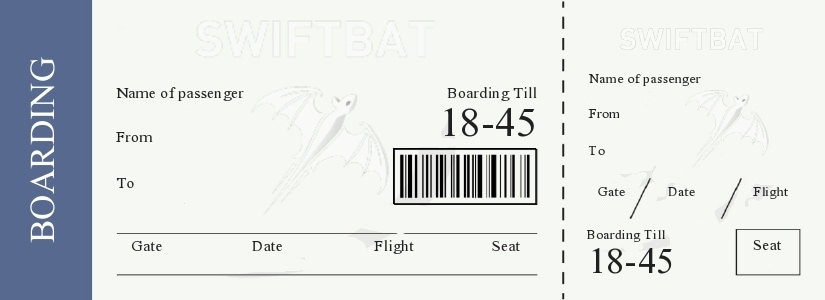 BOARDING
SWIFTBAT
Name of passenger
Boarding Till
18-45
From
To
Gate Date Flight Seat
SWIFTBAT
Name of passenger
From
To
Gate / Date / Flight
Boarding Till
18-45
Seat